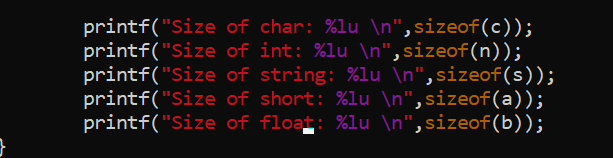 printf("Size of char: %lu \n",sizeof(c));
printf("Size of int: %lu \n",sizeof(n));
printf("Size of string: %lu \n",sizeof(s));
printf("Size of short: %lu \n",sizeof(a));
printf("Size of float: %lu \n",sizeof(b));
}